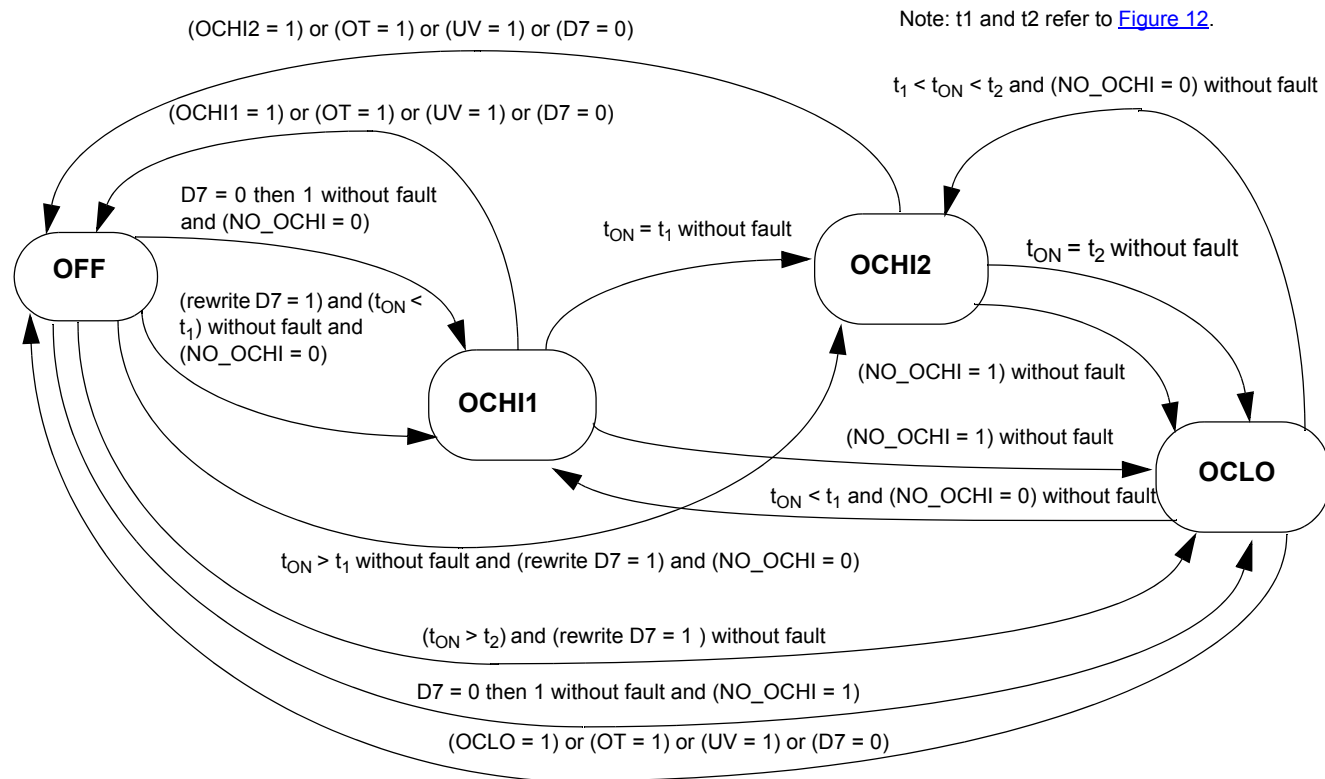 Note: t1 and t2 refer to Figure 12.
(OCHI2 = 1) or (OT = 1) or (UV = 1) or (D7 = 0)
t1 < tON < t2 and (NO_OCHI = 0) without fault
(OCHI1 = 1) or (OT = 1) or (UV = 1) or (D7 = 0)
D7 = 0 then 1 without fault
and (NO_OCHI = 0)
tON = t1 without fault
OFF
OCHI2
tON = t2 without fault
(rewrite D7 = 1) and (tON <
t1) without fault and
(NO_OCHI = 0)
(NO_OCHI = 1) without fault
OCHI1
(NO_OCHI = 1) without fault
OCLO
tON < t1 and (NO_OCHI = 0) without fault
tON > t1 without fault and (rewrite D7 = 1) and (NO_OCHI = 0)
(tON > t2) and (rewrite D7 = 1 ) without fault
D7 = 0 then 1 without fault and (NO_OCHI = 1)
(OCLO = 1) or (OT = 1) or (UV = 1) or (D7 = 0)